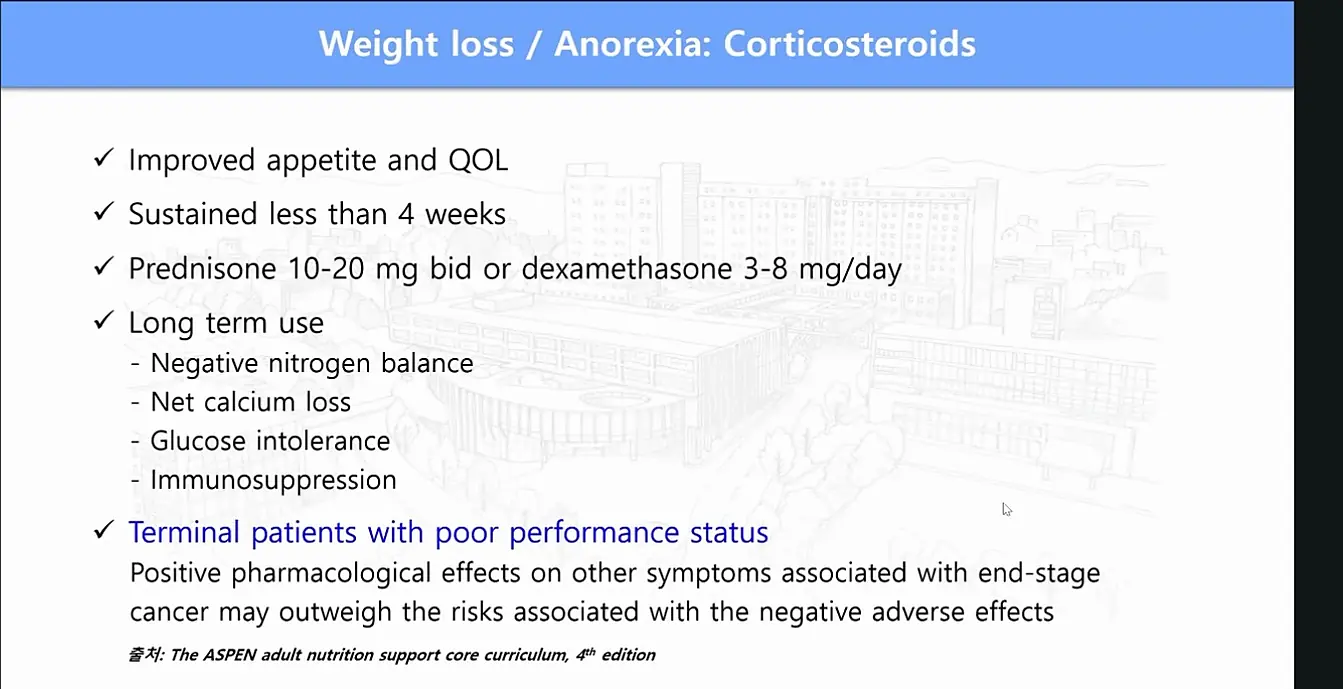 Weight loss / Anorexia: Corticosteroids
✓ Improved appetite and QOL
✓ Sustained less than 4 weeks
✓ Prednisone 10-20 mg bid or dexamethasone 3-8 mg/day
✓ Long term use
- Negative nitrogen balance
- Net calcium loss
- Glucose intolerance
- Immunosuppression
✓ Terminal patients with poor performance status
Positive pharmacological effects on other symptoms associated with end-stage
cancer may outweigh the risks associated with the negative adverse effects
출처: The ASPEN adult nutrition support core curriculum, 4th edition